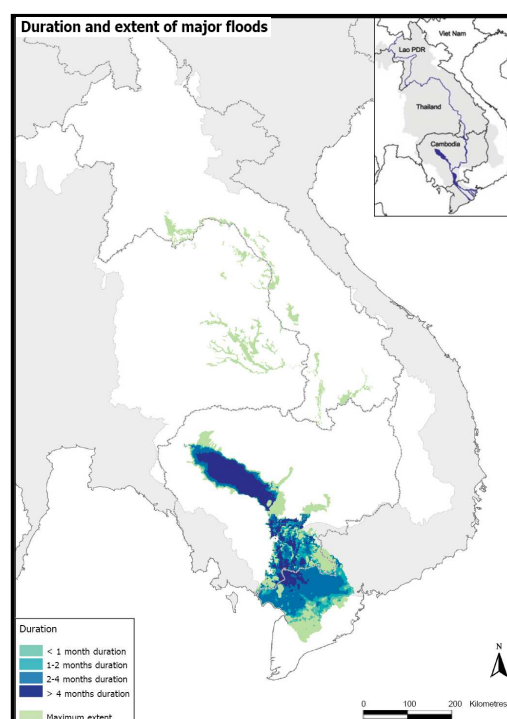 Duration and extent of major floods
Viet Nam
Lao PDR
Thailand
Cambodia
Duration
< 1 month duration
1-2 months duration
2-4 months duration
> 4 months duration
Maximum extent
N
0 100 200 Kilometres